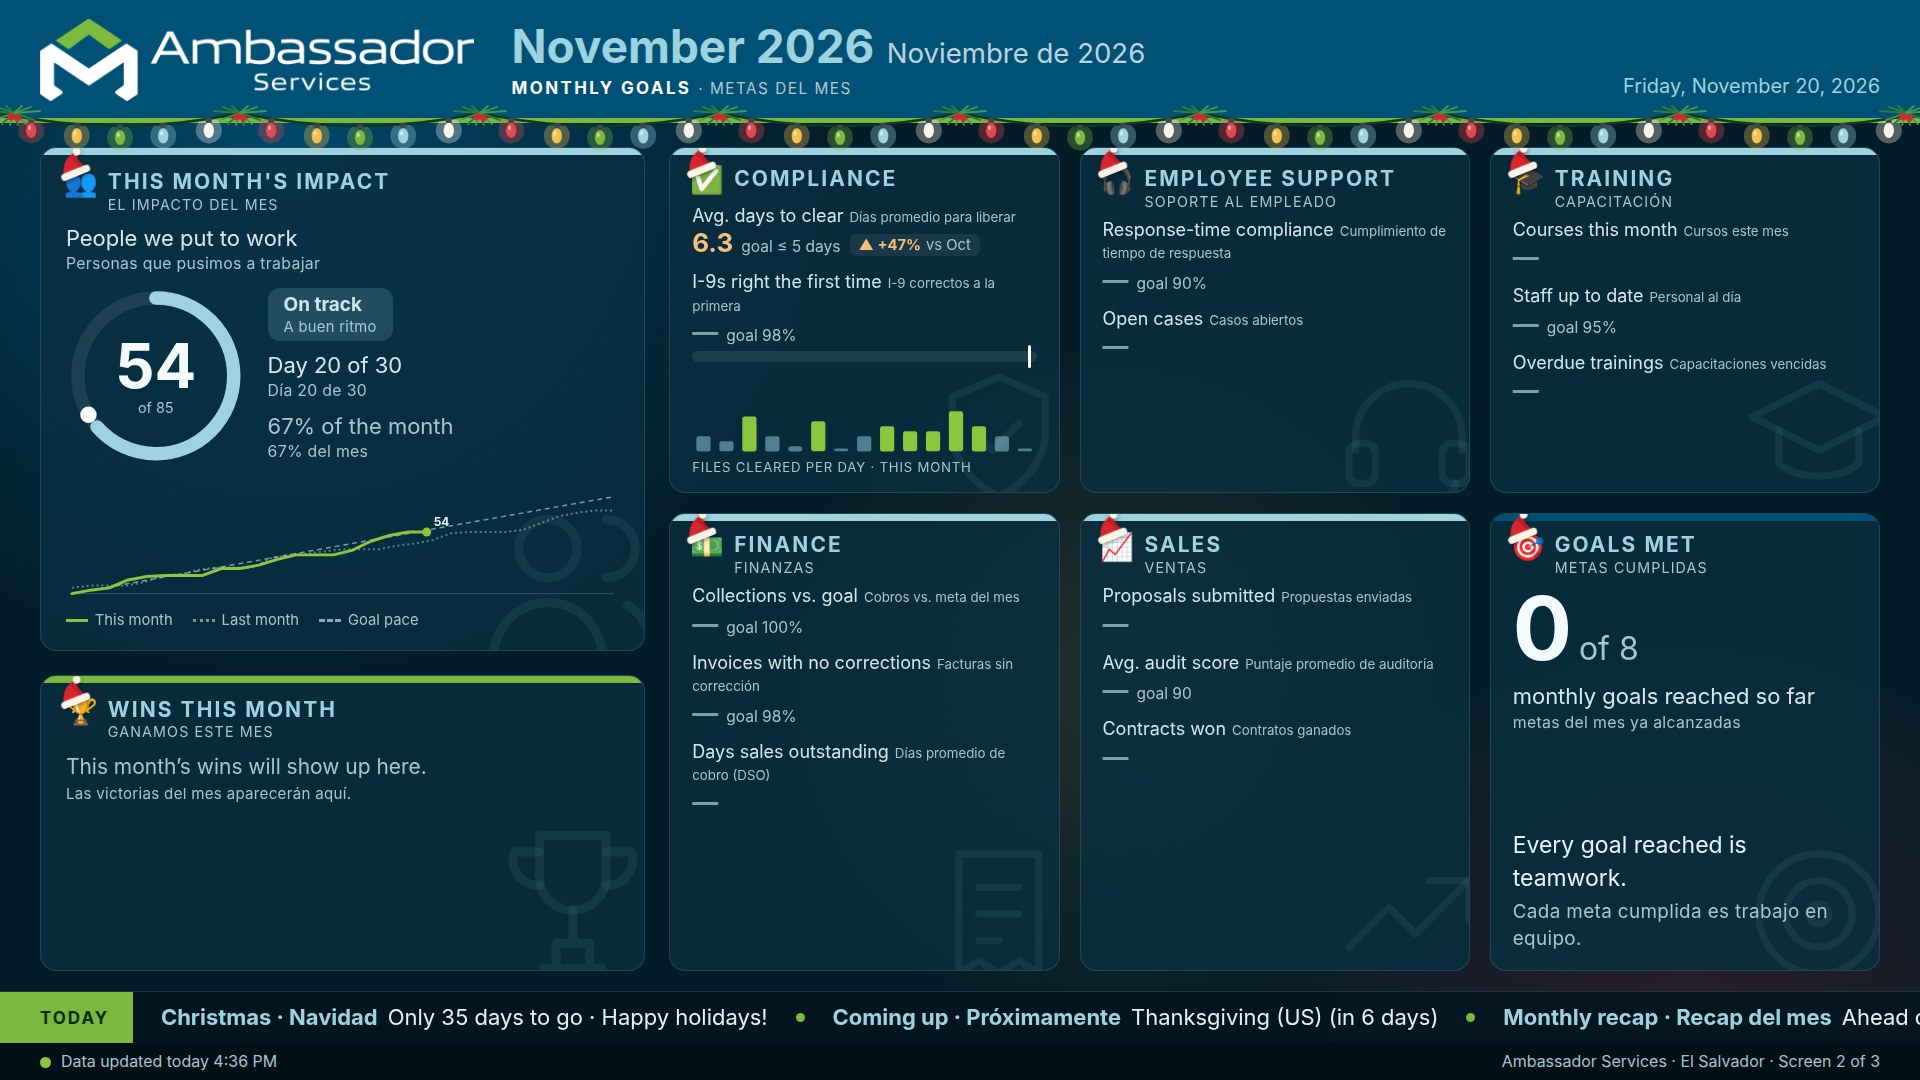 Ambassador
Services
November 2026 Noviembre de 2026
MONTHLY GOALS · METAS DEL MES
Friday, November 20, 2026
THIS MONTH'S IMPACT
EL IMPACTO DEL MES
People we put to work
Personas que pusimos a trabajar
54
of 85
On track
A buen ritmo
Day 20 of 30
Día 20 de 30
67% of the month
67% del mes
54
This month
Last month
Goal pace
WINS THIS MONTH
GANAMOS ESTE MES
This month’s wins will show up here.
Las victorias del mes aparecerán aquí.
COMPLIANCE
Avg. days to clear Días promedio para liberar
6.3 goal ≤ 5 days ▲ +47% vs Oct
I-9s right the first time I-9 correctos a la
primera
— goal 98%
FILES CLEARED PER DAY · THIS MONTH
EMPLOYEE SUPPORT
SOPORTE AL EMPLEADO
Response-time compliance Cumplimiento de
tiempo de respuesta
— goal 90%
Open cases Casos abiertos
—
TRAINING
CAPACITACIÓN
Courses this month Cursos este mes
—
Staff up to date Personal al día
— goal 95%
Overdue trainings Capacitaciones vencidas
—
FINANCE
FINANZAS
Collections vs. goal Cobros vs. meta del mes
— goal 100%
Invoices with no corrections Facturas sin
corrección
— goal 98%
Days sales outstanding Días promedio de
cobro (DSO)
—
SALES
VENTAS
Proposals submitted Propuestas enviadas
—
Avg. audit score Puntaje promedio de auditoría
— goal 90
Contracts won Contratos ganados
—
GOALS MET
METAS CUMPLIDAS
0 of 8
monthly goals reached so far
metas del mes ya alcanzadas
Every goal reached is
teamwork.
Cada meta cumplida es trabajo en
equipo.
TODAY
Christmas · Navidad Only 35 days to go · Happy holidays! • Coming up · Próximamente Thanksgiving (US) (in 6 days) • Monthly recap · Recap del mes Ahead
Data updated today 4:36 PM
Ambassador Services · El Salvador · Screen 2 of 3